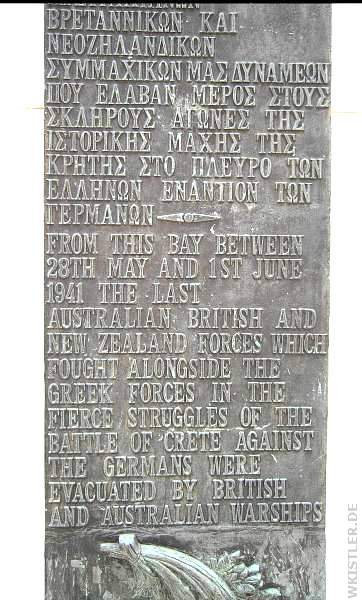 ΒΡΕΤΑΝΝΙΚΩΝ ΚΑΙ
ΝΕΟΖΗΛΑΝΔΙΚΩΝ
ΣΥΜΜΑΧΙΚΩΝ ΜΑΣ ΔΥΝΑΜΕΩΝ
ΠΟΥ ΕΛΑΒΑΝ ΜΕΡΟΣ ΣΤΟΥΣ
ΣΚΛΗΡΟΥΣ ΑΓΩΝΕΣ ΤΗΣ
ΙΣΤΟΡΙΚΗΣ ΜΑΧΗΣ ΤΗΣ
ΚΡΗΤΗΣ ΣΤΟ ΠΛΕΥΡΟ ΤΩΝ
ΕΛΛΗΝΩΝ ΕΝΑΝΤΙΟΝ ΤΩΝ
ΓΕΡΜΑΝΩΝ
FROM THIS BAY BETWEEN
28TH MAY AND 1ST JUNE
1941 THE LAST
AUSTRALIAN BRITISH AND
NEW ZEALAND FORCES WHICH
FOUGHT ALONGSIDE THE
GREEK FORCES IN THE
FIERCE STRUGGLES OF THE
BATTLE OF CRETE AGAINST
THE GERMANS WERE
EVACUATED BY BRITISH
AND AUSTRALIAN WARSHIPS
WKISTLER.DE